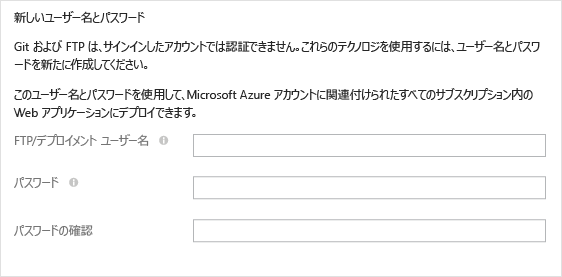 新しいユーザー名とパスワード
Git および FTP は、サインインしたアカウントでは認証できません。これらのテクノロジを使用するには、ユーザー名とパスワ
ードを新たに作成してください。
このユーザー名とパスワードを使用して、Microsoft Azure アカウントに関連付けられたすべてのサブスクリプション内の
Web アプリケーションにデプロイできます。
FTP/デプロイメント ユーザー名
パスワード
パスワードの確認